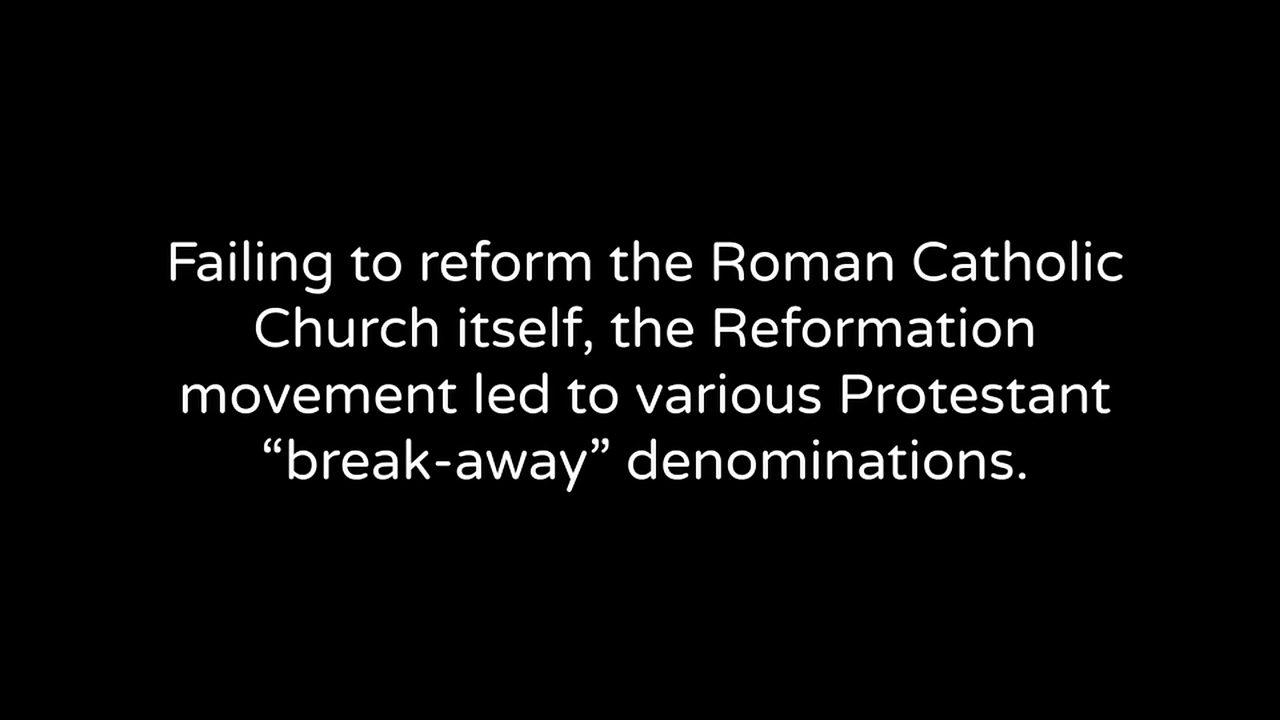 Failing to reform the Roman Catholic
Church itself, the Reformation
movement led to various Protestant
“break-away” denominations.